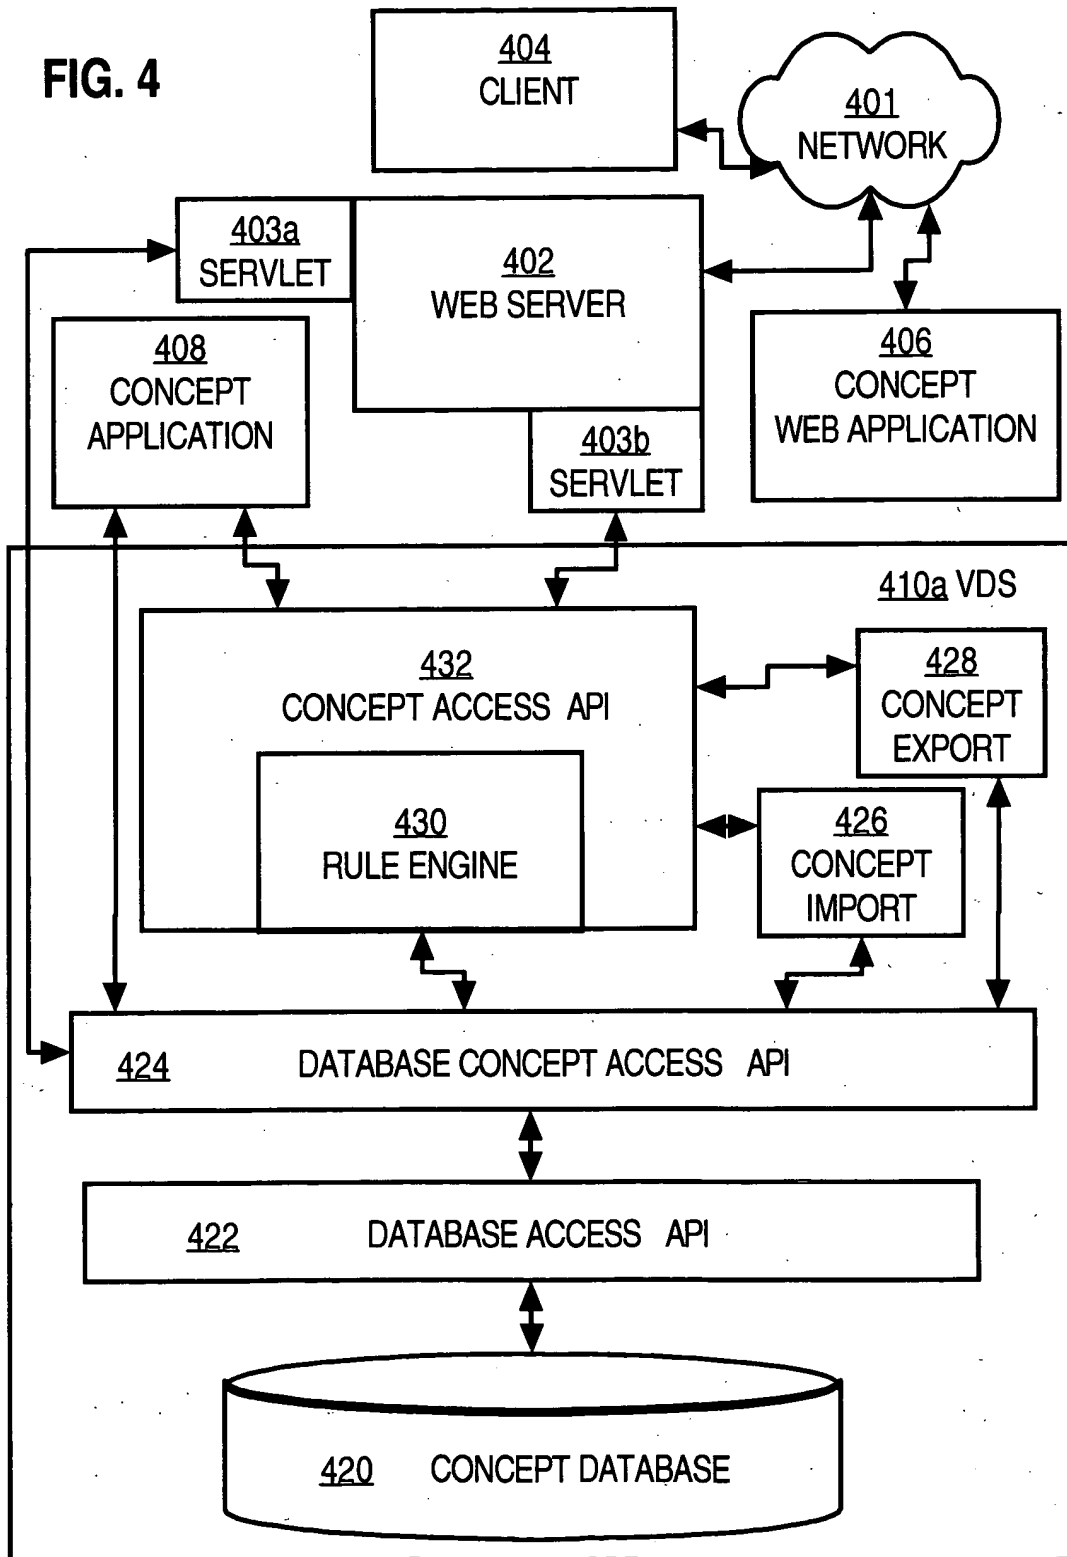 FIG. 4
404
CLIENT
401
NETWORK
403a
SERVLET
402
WEB SERVER
408
CONCEPT
APPLICATION
406
CONCEPT
WEB APPLICATION
403b
SERVLET
410a VDS
432
CONCEPT ACCESS API
428
CONCEPT
EXPORT
430
RULE ENGINE
426
CONCEPT
IMPORT
424 DATABASE CONCEPT ACCESS API
422 DATABASE ACCESS API
420 CONCEPT DATABASE